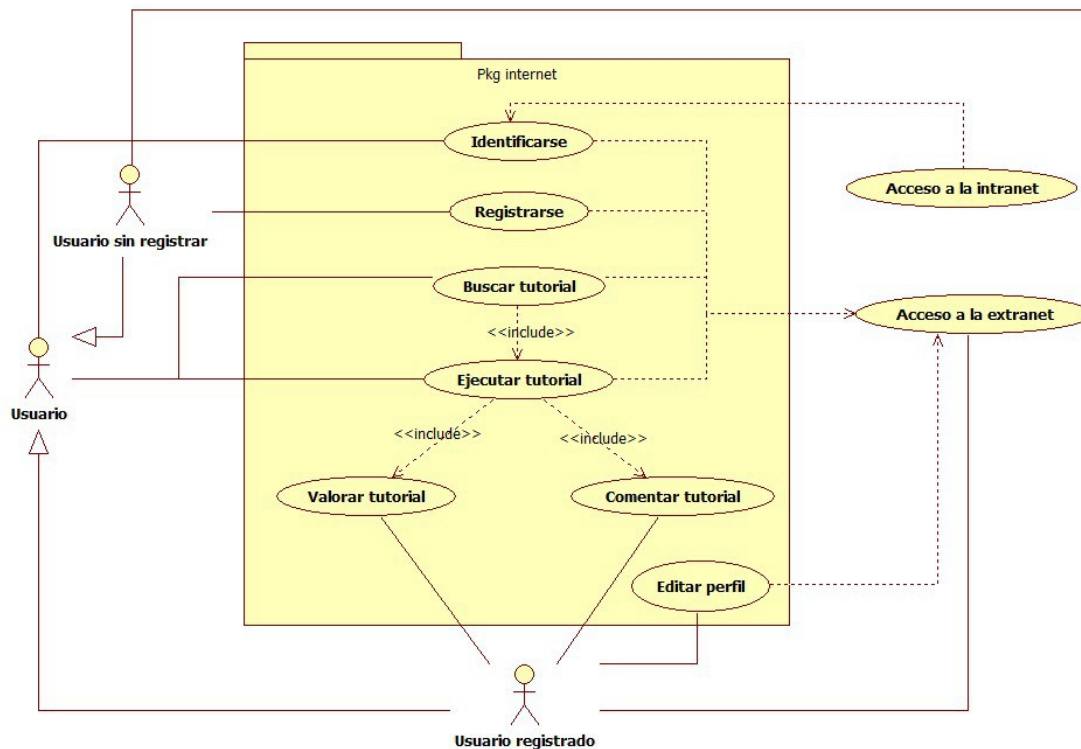 Pkg internet
Identificarse
Acceso a la intranet
Registrarse
Usuario sin registrar
Buscar tutorial
Acceso a la extranet
<<include>>
Ejecutar tutorial
Usuario
<<include>>
<<include>>
Valorar tutorial
Comentar tutorial
Editar perfil
Usuario registrado